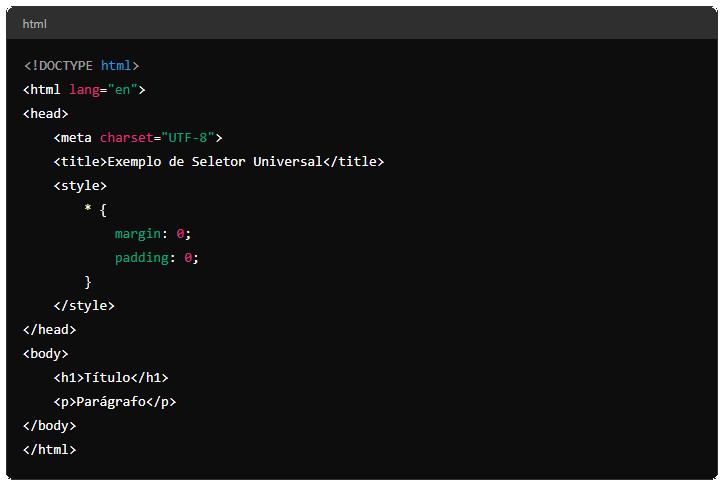 html
<!DOCTYPE html>
<html lang="en">
<head>
    <meta charset="UTF-8">
    <title>Exemplo de Seletor Universal</title>
    <style>
        * {
            margin: 0;
            padding: 0;
        }
    </style>
</head>
<body>
    <h1>Título</h1>
    <p>Parágrafo</p>
</body>
</html>